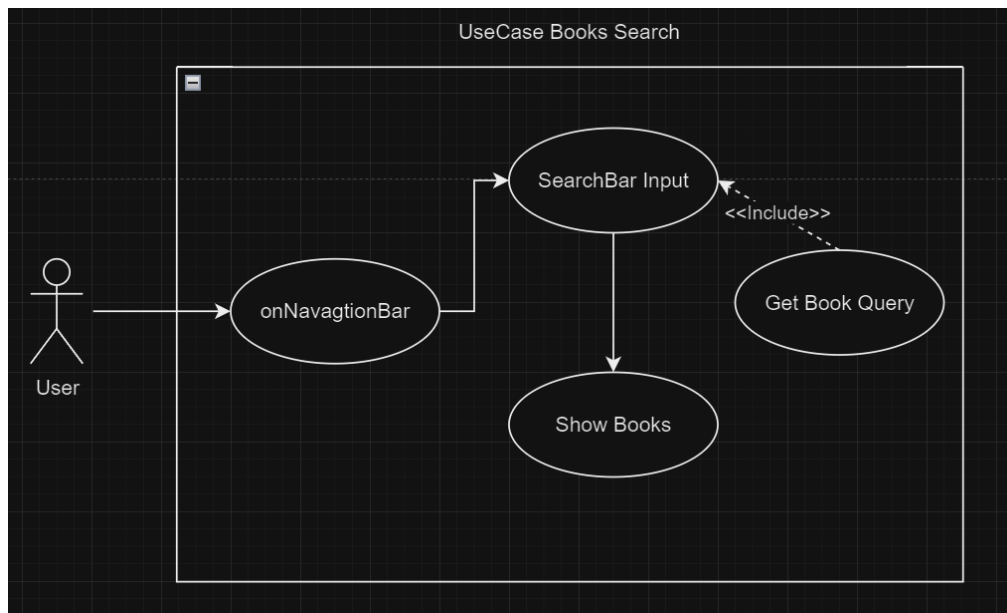 UseCase Books Search
SearchBar Input
<<Include>>
onNavagtionBar
Get Book Query
User
Show Books